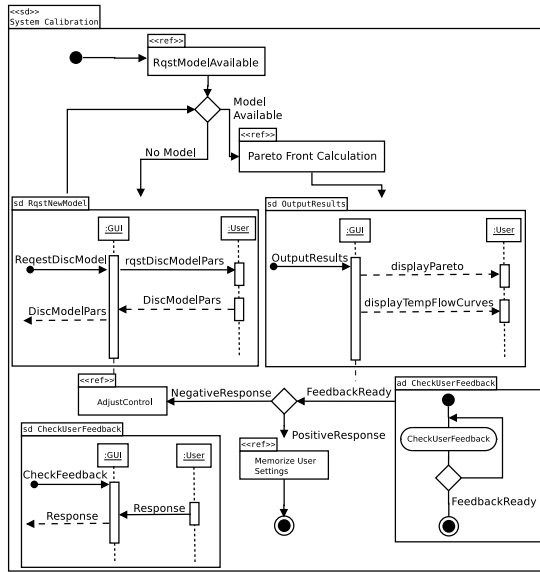 <<sd>>
System Calibration
<<ref>>
RqstModelAvailable
Model
Available
<<ref>>
No Model
Pareto Front Calculation
sd RqstNewModel
sd OutputResults
:GUI
:User
:GUI
:User
ReqestDiscModel
rqstDiscModelPars
OutputResults
displayPareto
DiscModelPars
DiscModelPars
displayTempFlowCurves
<<ref>>
AdjustControl
NegativeResponse
FeedbackReady
ad CheckUserFeedback
CheckUserFeedback
FeedbackReady
PositiveResponse
<<ref>>
Memorize User
Settings
sd CheckUserFeedback
:GUI
:User
CheckFeedback
Response
Response